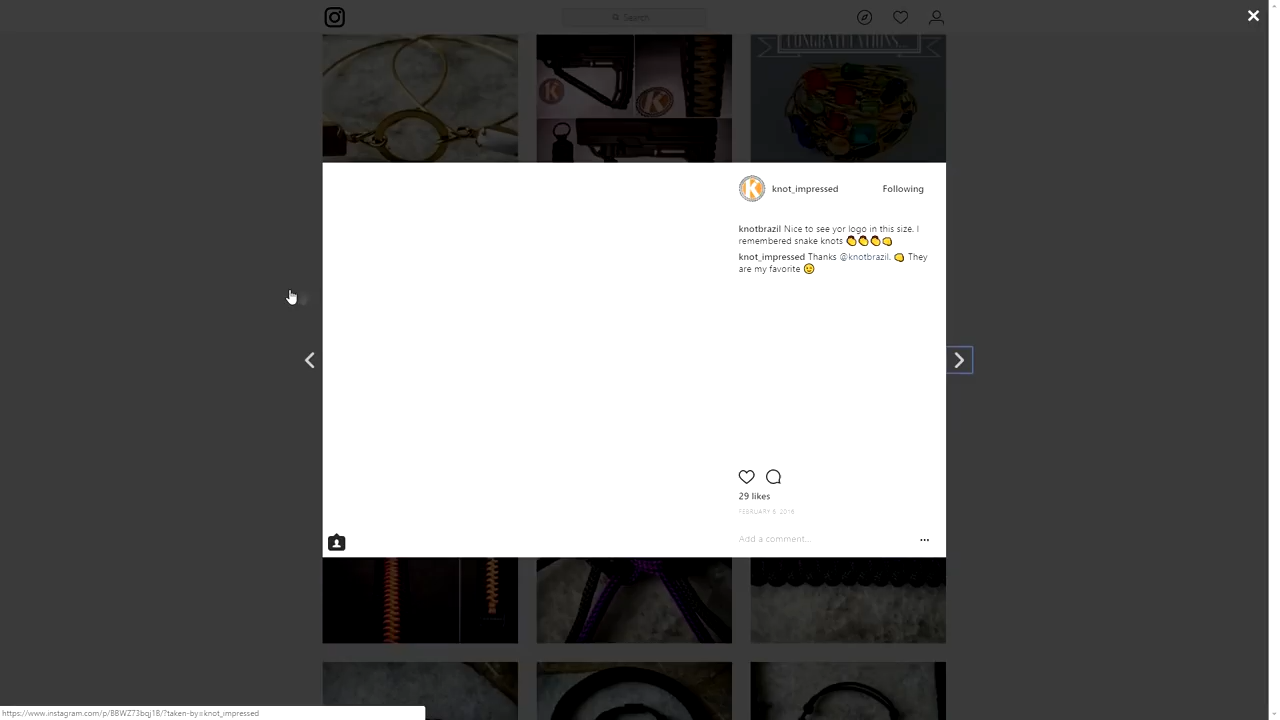 Search
CONGRATULATIONS...
knot_impressed
Following
knotbrazil Nice to see yor logo in this size. I
remembered snake knots 👏👏👏👊
knot_impressed Thanks @knotbrazil. 👊 They
are my favorite 😉
29 likes
FEBRUARY 6, 2016
Add a comment...
https://www.instagram.com/p/BBWZ73bqj1B/?taken-by=knot_impressed